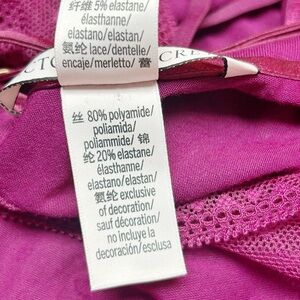 纤维 5% elastane/
élasthanne/
elastano/elastan/
氨纶 lace/dentelle/
encaje/merletto/ 蕾
丝 80% polyamide/
poliamida/
poliammide/ 锦
纶 20% elastane/
élasthanne/
elastano/elastan/
氨纶 exclusive
of decoration/
sauf décoration/
no incluye la
decoración/esclusa